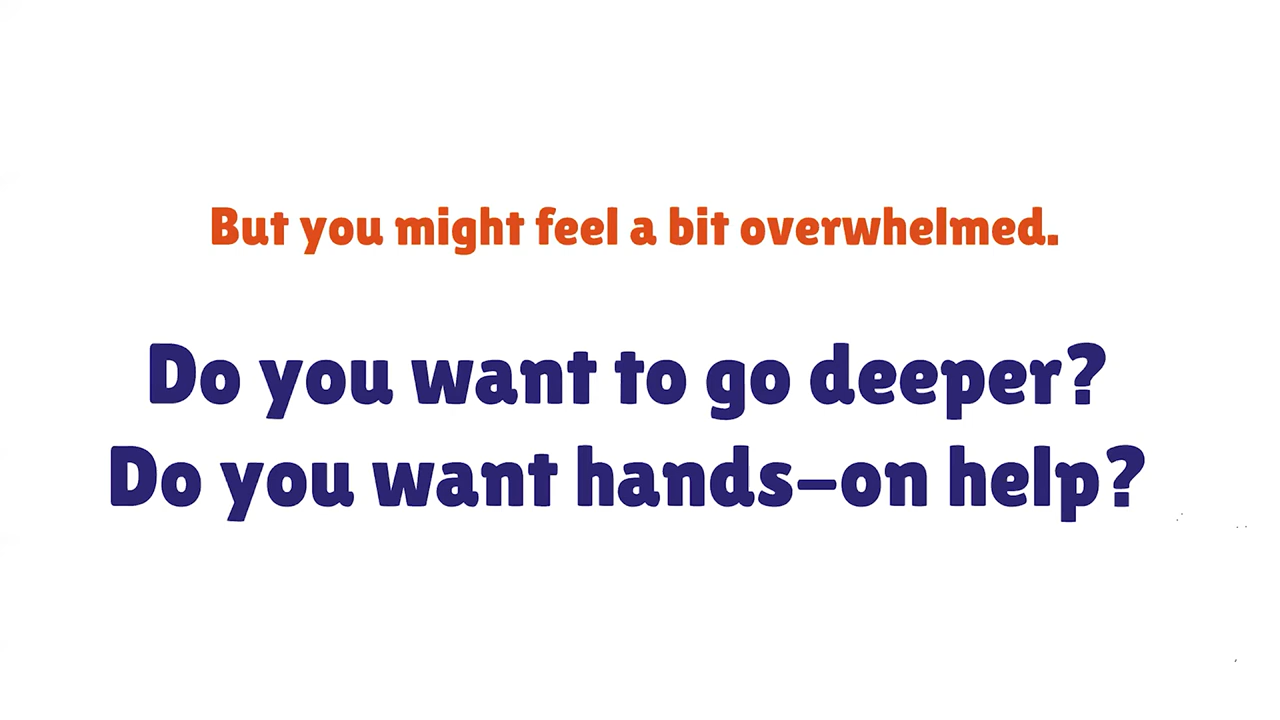 But you might feel a bit overwhelmed.
Do you want to go deeper?
Do you want hands-on help?